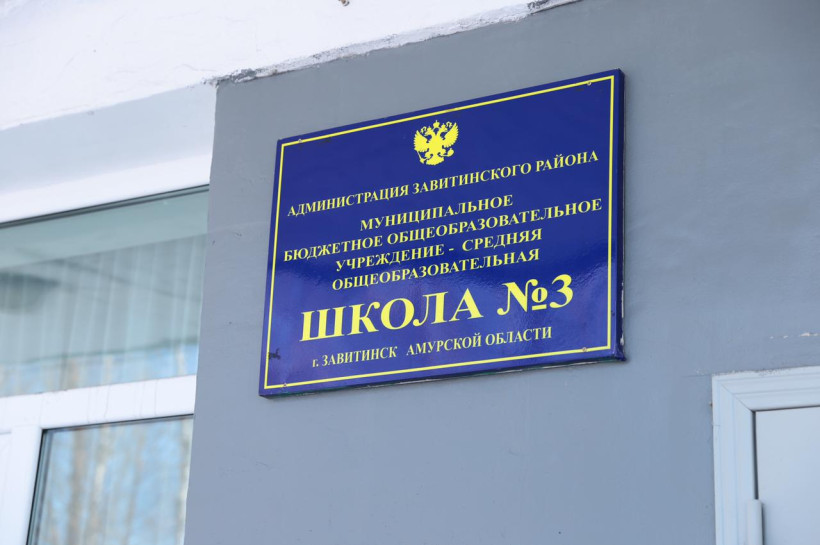 АДМИНИСТРАЦИЯ ЗАВИТИНСКОГО РАЙОНА
МУНИЦИПАЛЬНОЕ
БЮДЖЕТНОЕ ОБЩЕОБРАЗОВАТЕЛЬНОЕ
УЧРЕЖДЕНИЕ - СРЕДНЯЯ
ОБЩЕОБРАЗОВАТЕЛЬНАЯ
ШКОЛА №3
г. ЗАВИТИНСК АМУРСКОЙ ОБЛАСТИ